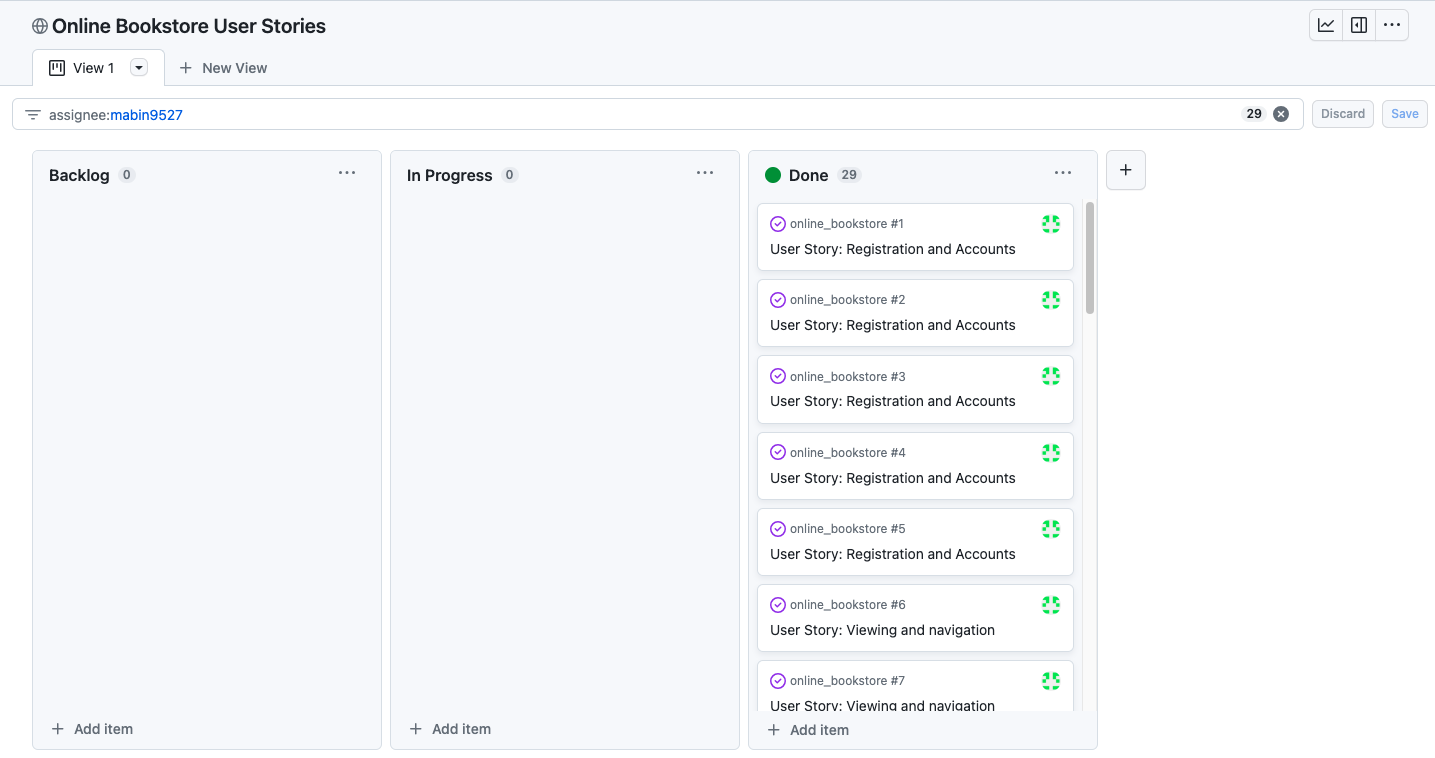 Online Bookstore User Stories
View 1
New View
assignee:mabin9527
29
Discard
Save
Backlog 0
Add item
In Progress 0
Add item
Done 29
online_bookstore #1
User Story: Registration and Accounts
online_bookstore #2
User Story: Registration and Accounts
online_bookstore #3
User Story: Registration and Accounts
online_bookstore #4
User Story: Registration and Accounts
online_bookstore #5
User Story: Registration and Accounts
online_bookstore #6
User Story: Viewing and navigation
online_bookstore #7
User Story: Viewing and navigation
Add item